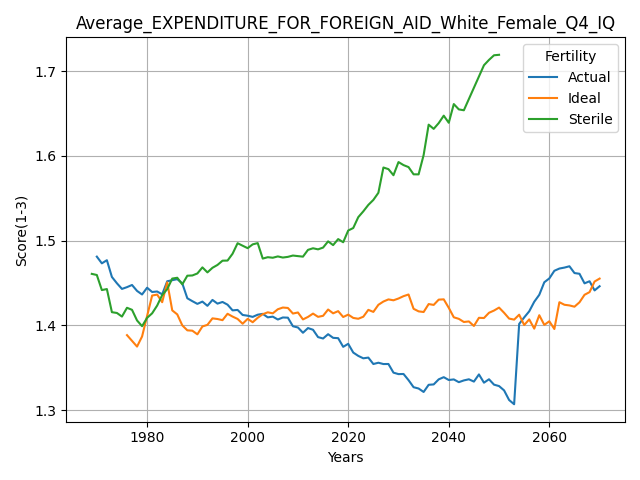 Average_EXPENDITURE_FOR_FOREIGN_AID_White_Female_Q4_IQ
Fertility
Actual
Ideal
Sterile
Score(1-3)
1.7
1.6
1.5
1.4
1.3
1980
2000
2020
2040
2060
Years